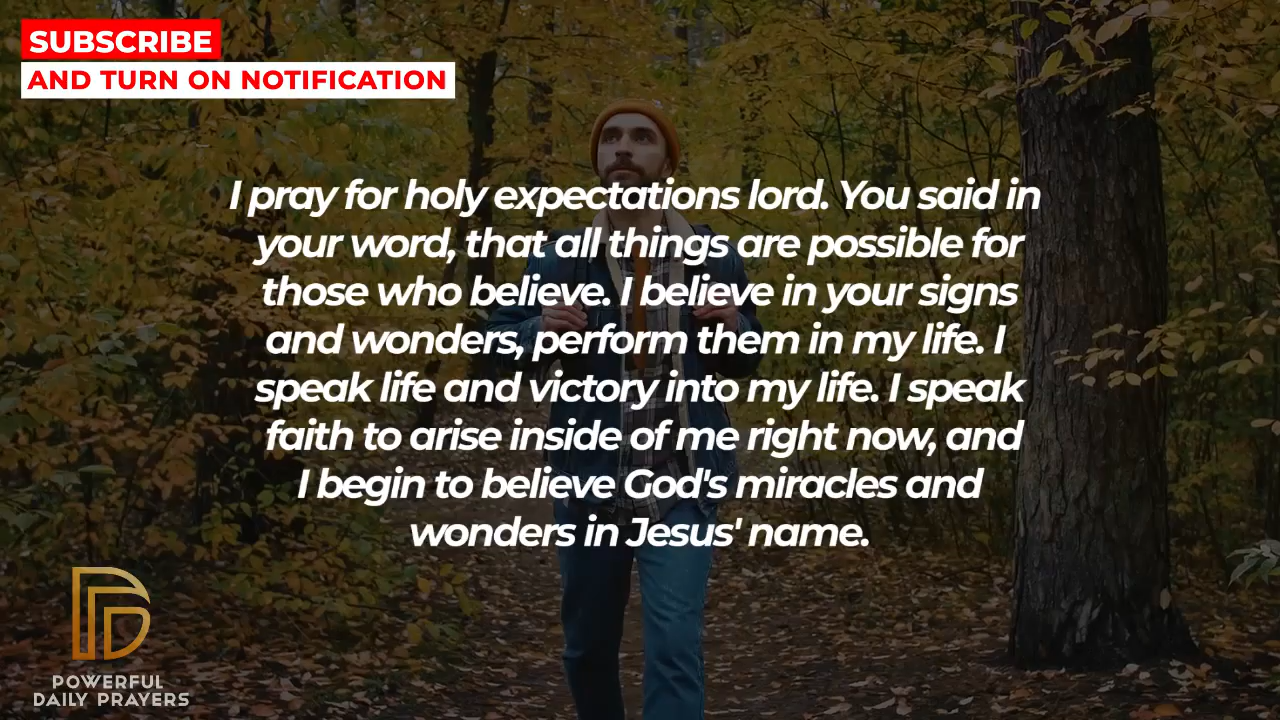 SUBSCRIBE
AND TURN ON NOTIFICATION
I pray for holy expectations lord. You said in
your word, that all things are possible for
those who believe. I believe in your signs
and wonders, perform them in my life. I
speak life and victory into my life. I speak
faith to arise inside of me right now, and
I begin to believe God's miracles and
wonders in Jesus' name.
POWERFUL
DAILY PRAYERS